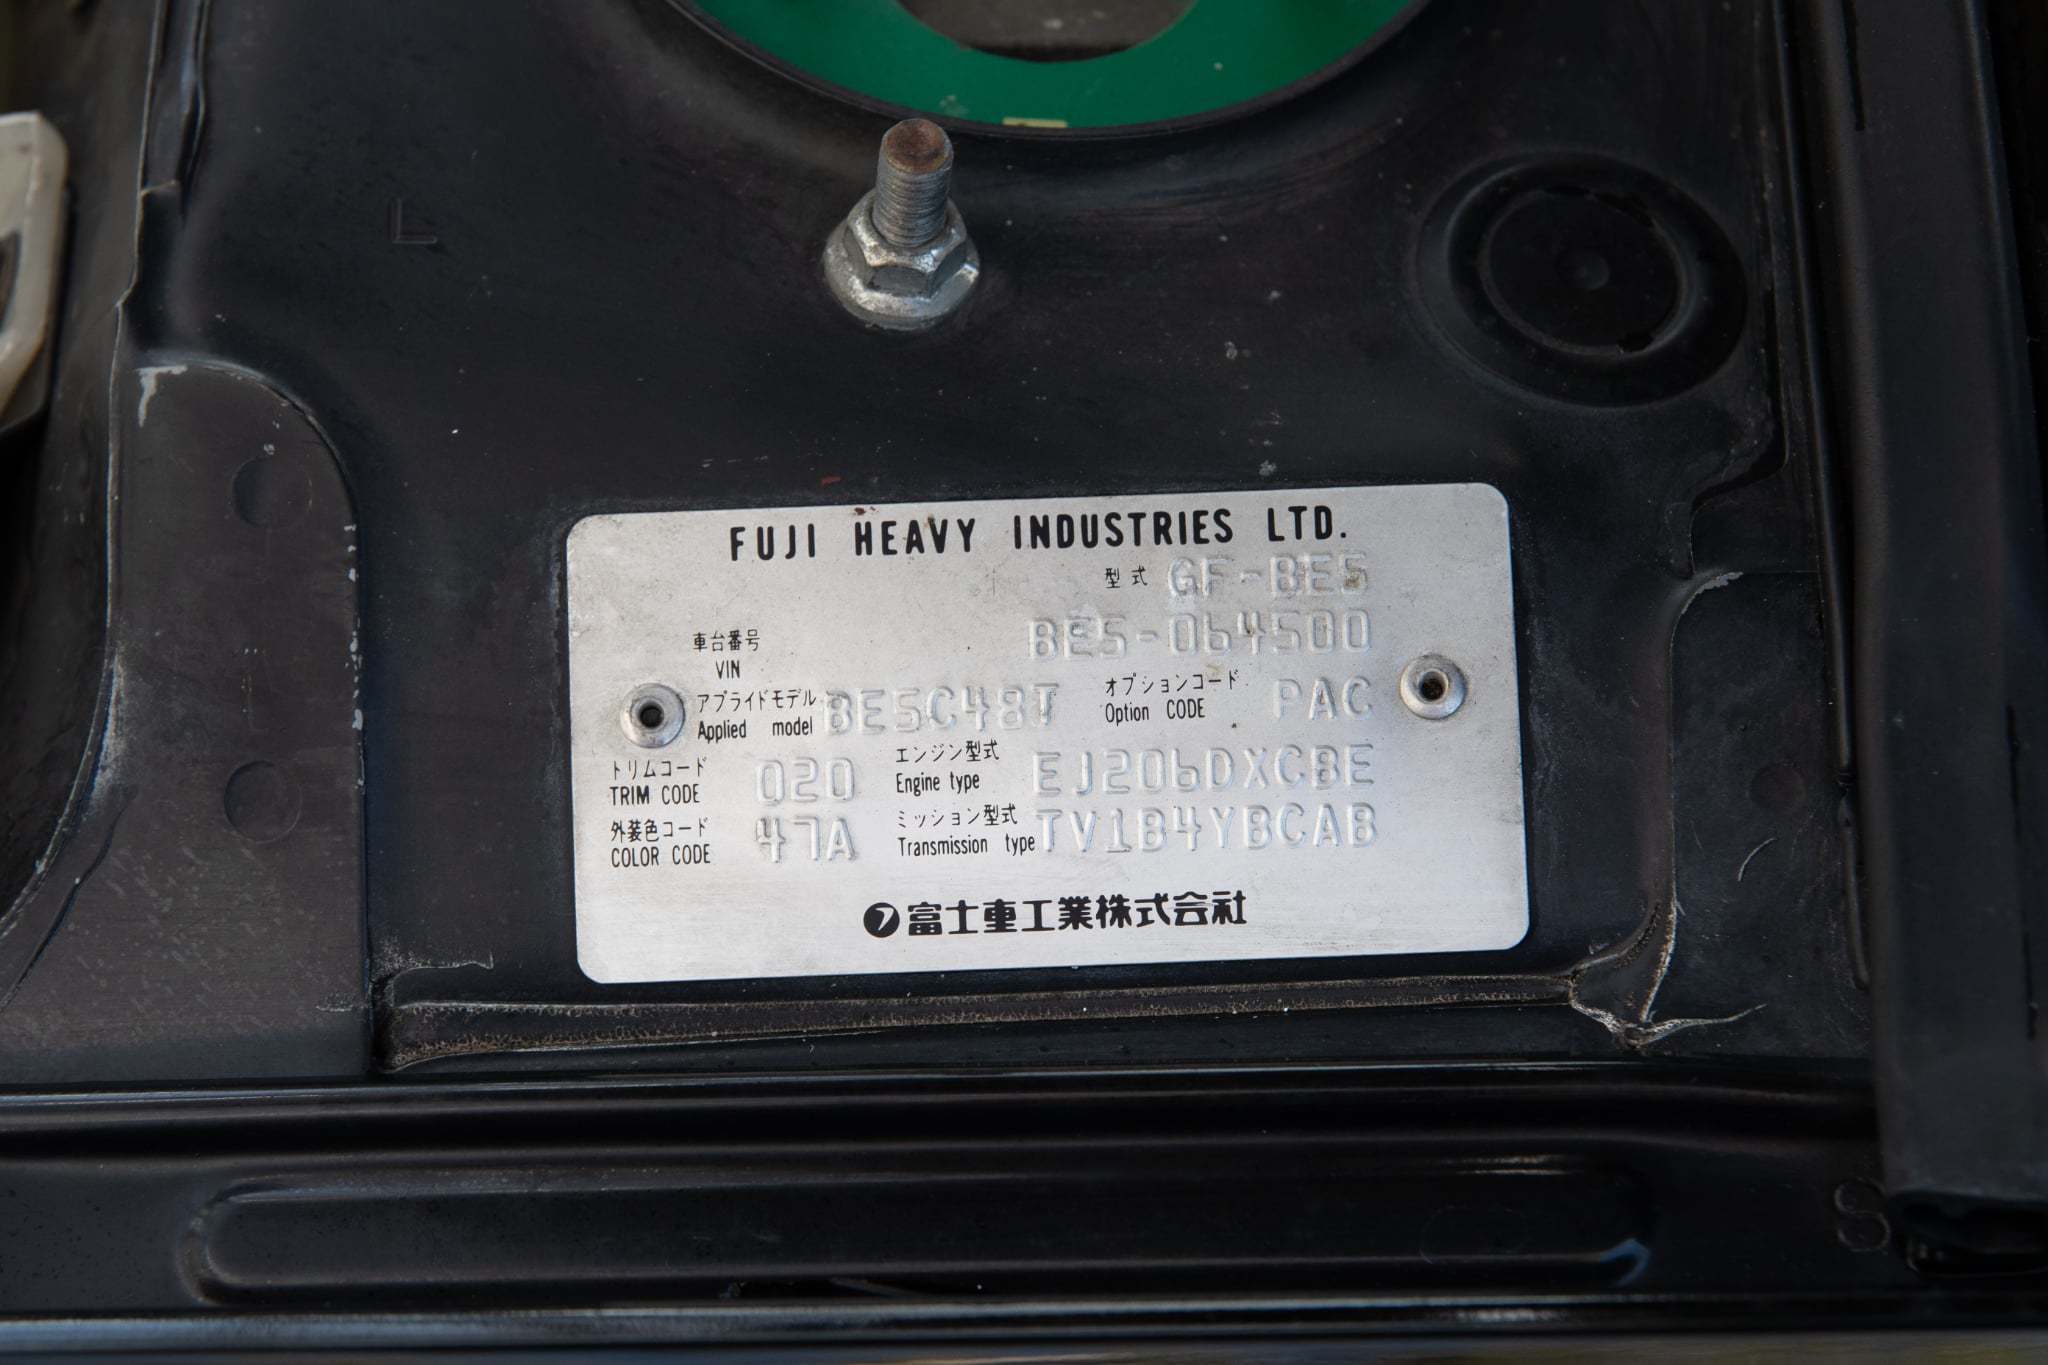 L
FUJI HEAVY INDUSTRIES LTD.
型式 GF-BE5
車台番号 BE5-064500
VIN
アプライドモデル BE5C48T オプションコード PAC
Applied model Option CODE
トリムコード 020 エンジン型式 EJ206DXCBE
TRIM CODE Engine type
外装色コード 47A ミッション型式 TV1B4YBCAB
COLOR CODE Transmission type
富士重工業株式会社
S